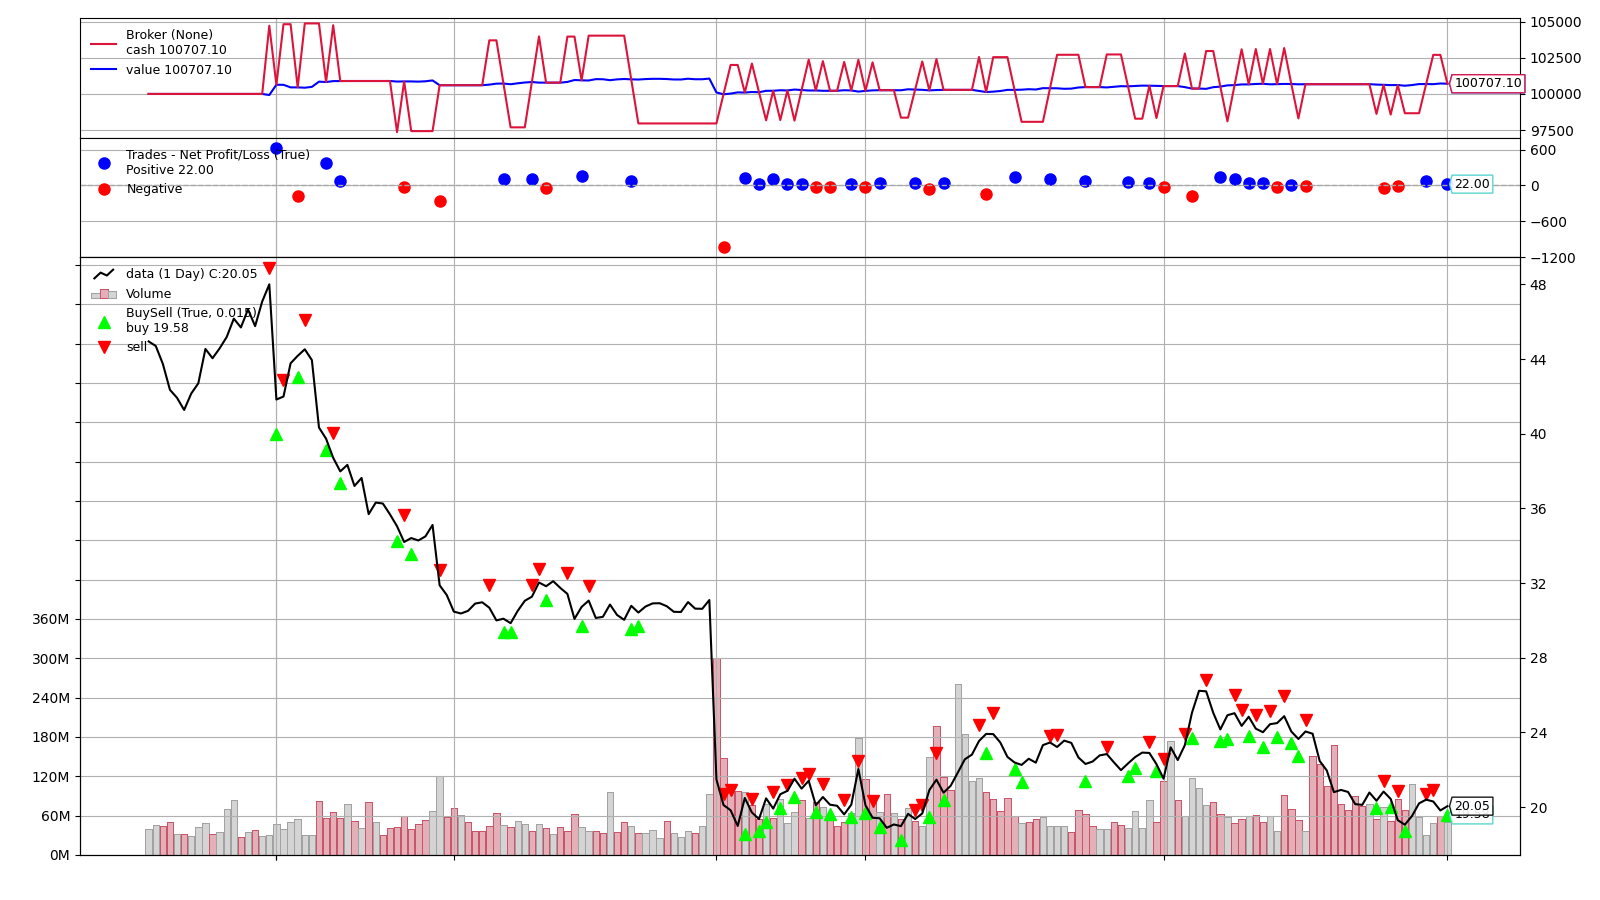 Broker (None)
cash 100707.10
value 100707.10
105000
102500
100707.10
100000
97500
Trades - Net Profit/Loss (True)
Positive 22.00
Negative
600
0
22.00
−600
−1200
data (1 Day) C:20.05
Volume
BuySell (True, 0.015)
buy 19.58
sell
48
44
40
36
32
28
24
20
20.05
19.58
360M
300M
240M
180M
120M
60M
0M